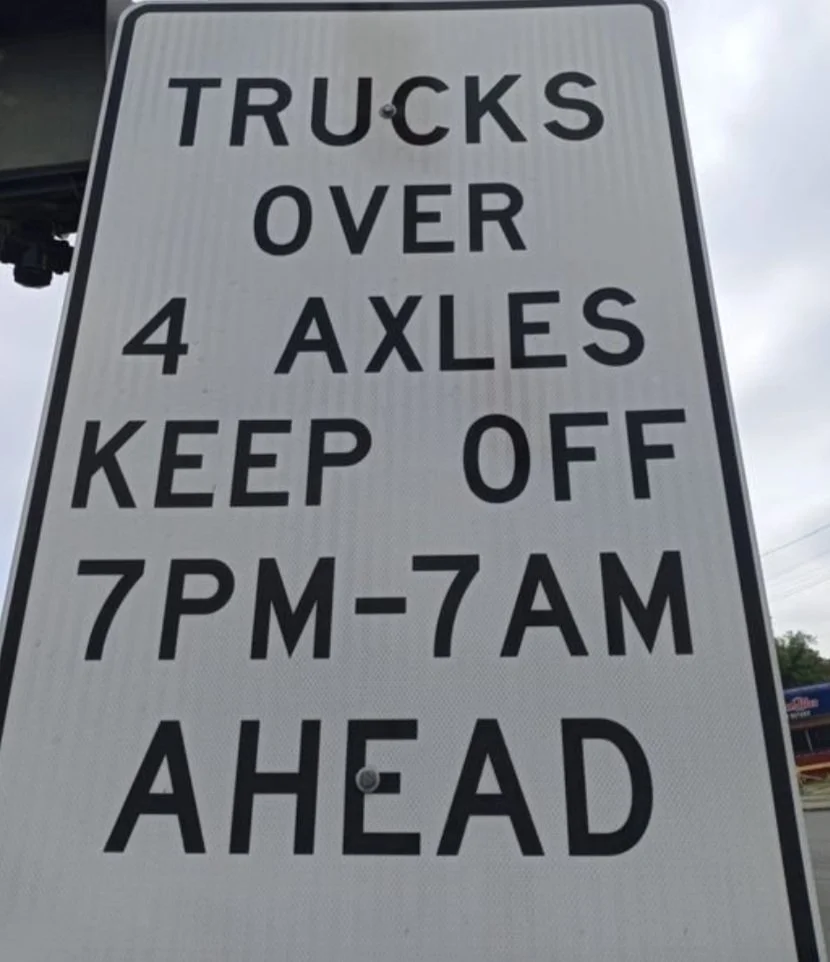 TRUCKS
OVER
4 AXLES
KEEP OFF
7PM-7AM
AHEAD